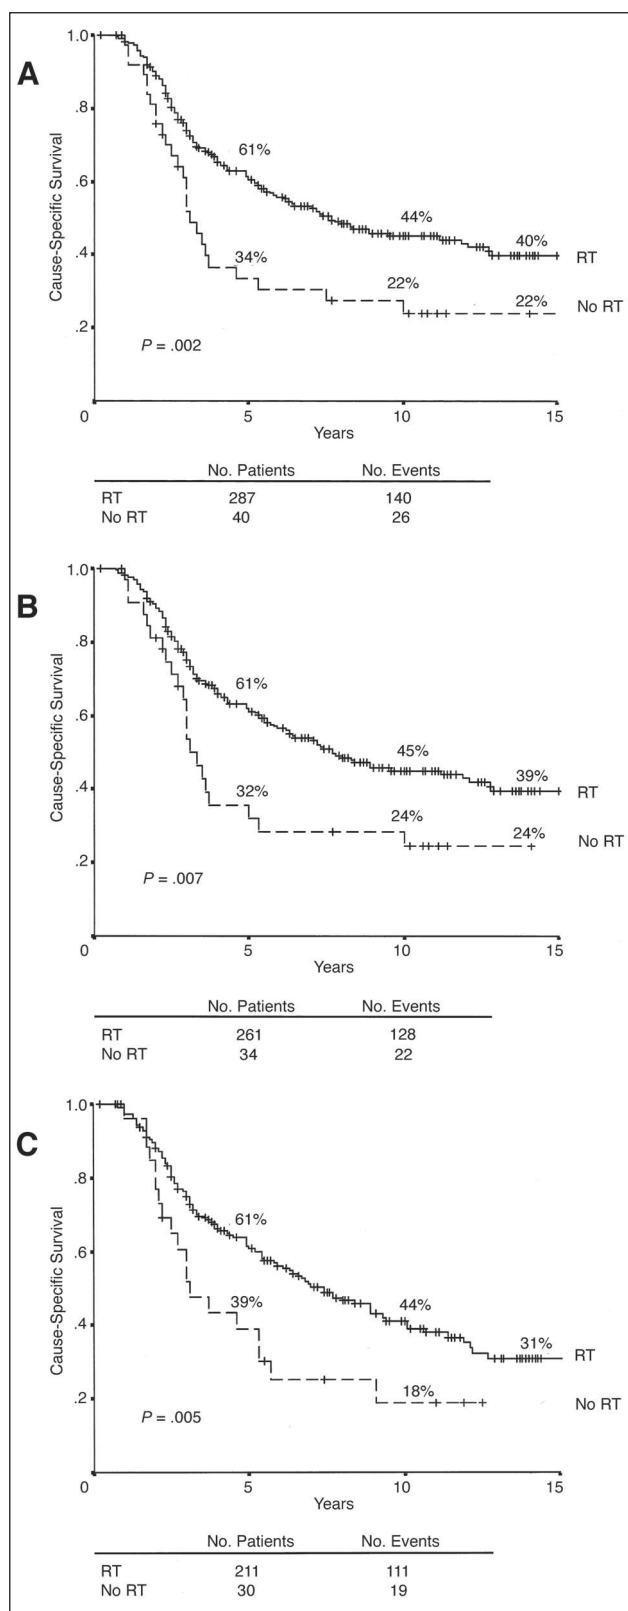 A
Cause-Specific Survival
1.0
.8
.6
.4
.2
0
61%
44%
40%
RT
34%
22%
22%
No RT
P = .002
5
10
15
Years
No. Patients No. Events
RT 287 140
No RT 40 26
B
Cause-Specific Survival
1.0
.8
.6
.4
.2
0
61%
45%
39%
RT
32%
24%
24%
No RT
P = .007
5
10
15
Years
No. Patients No. Events
RT 261 128
No RT 34 22
C
Cause-Specific Survival
1.0
.8
.6
.4
.2
0
61%
44%
31%
RT
39%
18%
No RT
P = .005
5
10
15
Years
No. Patients No. Events
RT 211 111
No RT 30 19